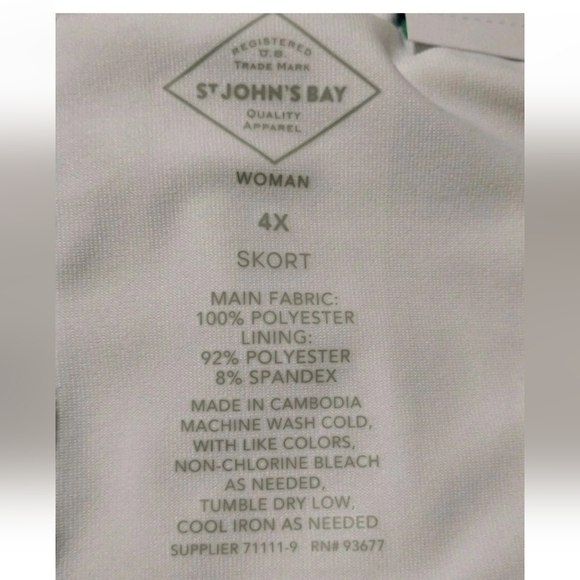 REGISTERED
U.S.
TRADE MARK
ST JOHN'S BAY
QUALITY
APPAREL
WOMAN
4X
SKORT
MAIN FABRIC:
100% POLYESTER
LINING:
92% POLYESTER
8% SPANDEX
MADE IN CAMBODIA
MACHINE WASH COLD,
WITH LIKE COLORS,
NON-CHLORINE BLEACH
AS NEEDED,
TUMBLE DRY LOW,
COOL IRON AS NEEDED
SUPPLIER 71111-9 RN# 93677